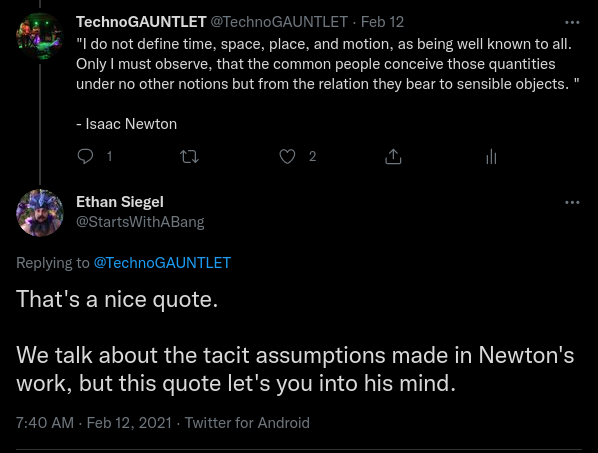 TechnoGAUNTLET @TechnoGAUNTLET · Feb 12
"I do not define time, space, place, and motion, as being well known to all.
Only I must observe, that the common people conceive those quantities
under no other notions but from the relation they bear to sensible objects. "
- Isaac Newton
1 2
Ethan Siegel
@StartsWithABang
Replying to @TechnoGAUNTLET
That's a nice quote.
We talk about the tacit assumptions made in Newton's
work, but this quote let's you into his mind.
7:40 AM · Feb 12, 2021 · Twitter for Android